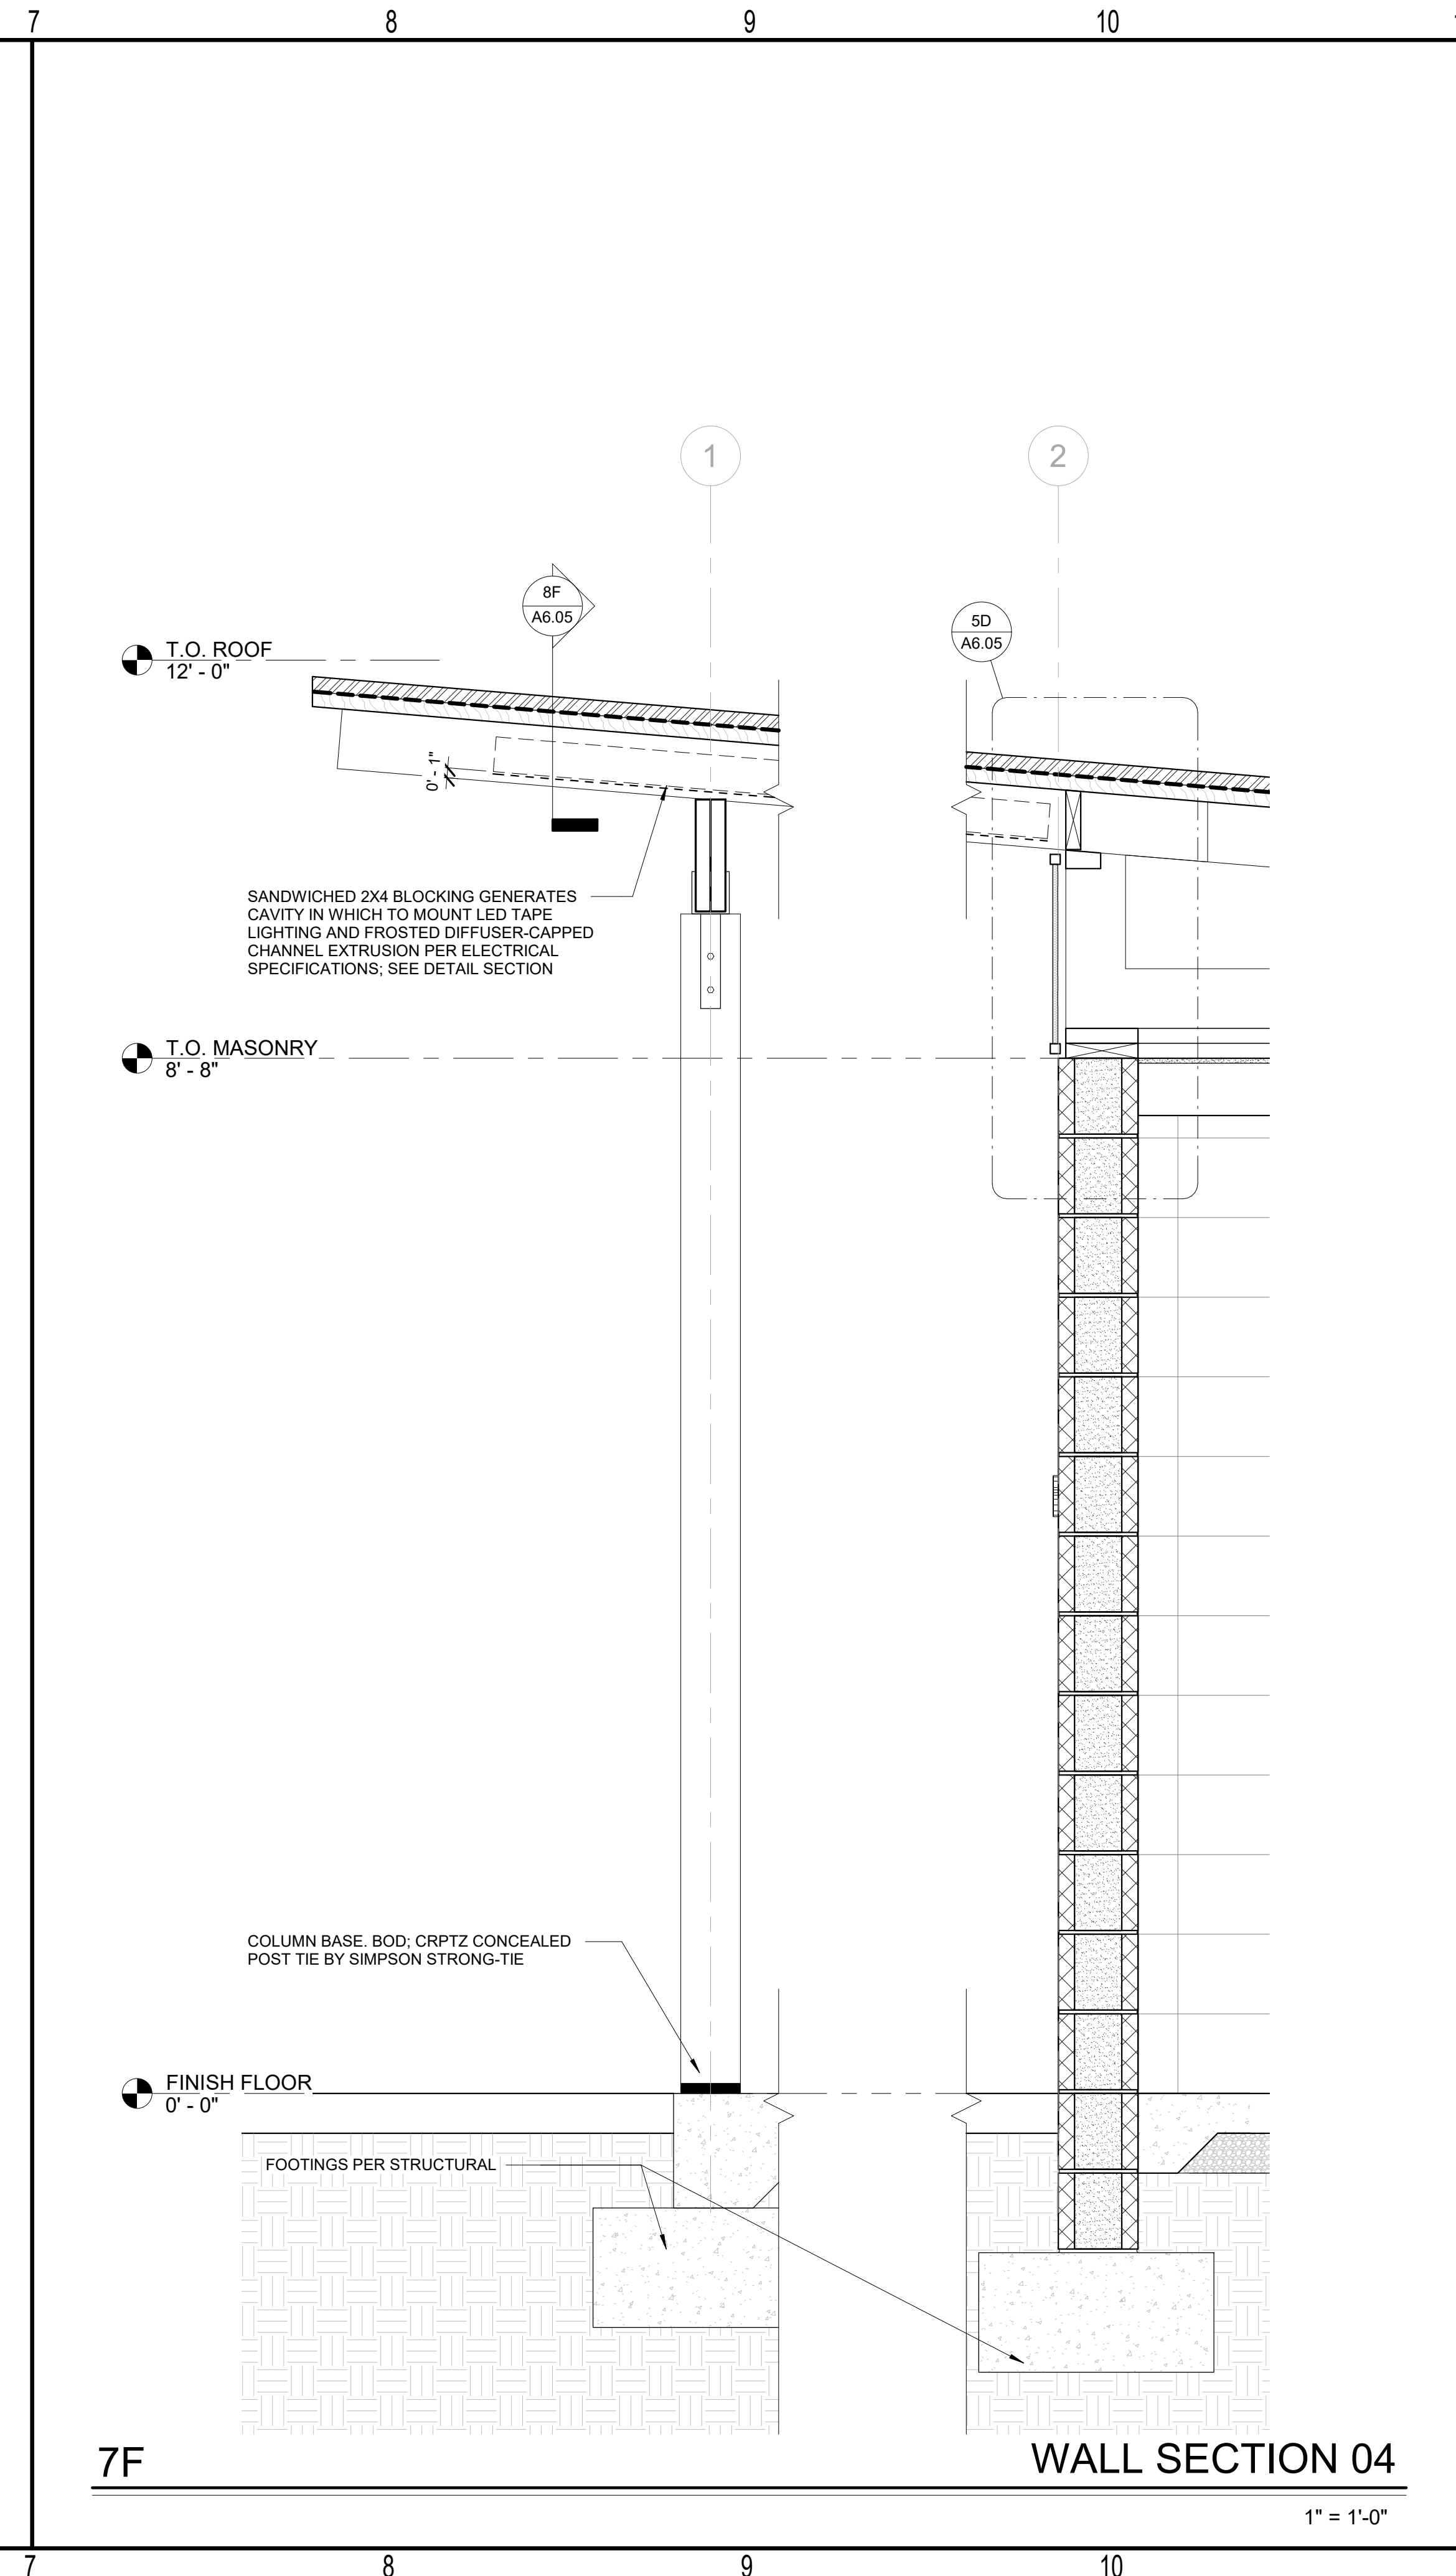 7 8 9 10
1 2
8F
A6.05
5D
A6.05
T.O. ROOF
12' - 0"
0' - 1"
SANDWICHED 2X4 BLOCKING GENERATES
CAVITY IN WHICH TO MOUNT LED TAPE
LIGHTING AND FROSTED DIFFUSER-CAPPED
CHANNEL EXTRUSION PER ELECTRICAL
SPECIFICATIONS; SEE DETAIL SECTION
T.O. MASONRY
8' - 8"
COLUMN BASE. BOD; CRPTZ CONCEALED
POST TIE BY SIMPSON STRONG-TIE
FINISH FLOOR
0' - 0"
FOOTINGS PER STRUCTURAL
7F WALL SECTION 04
1" = 1'-0"
7 8 9 10